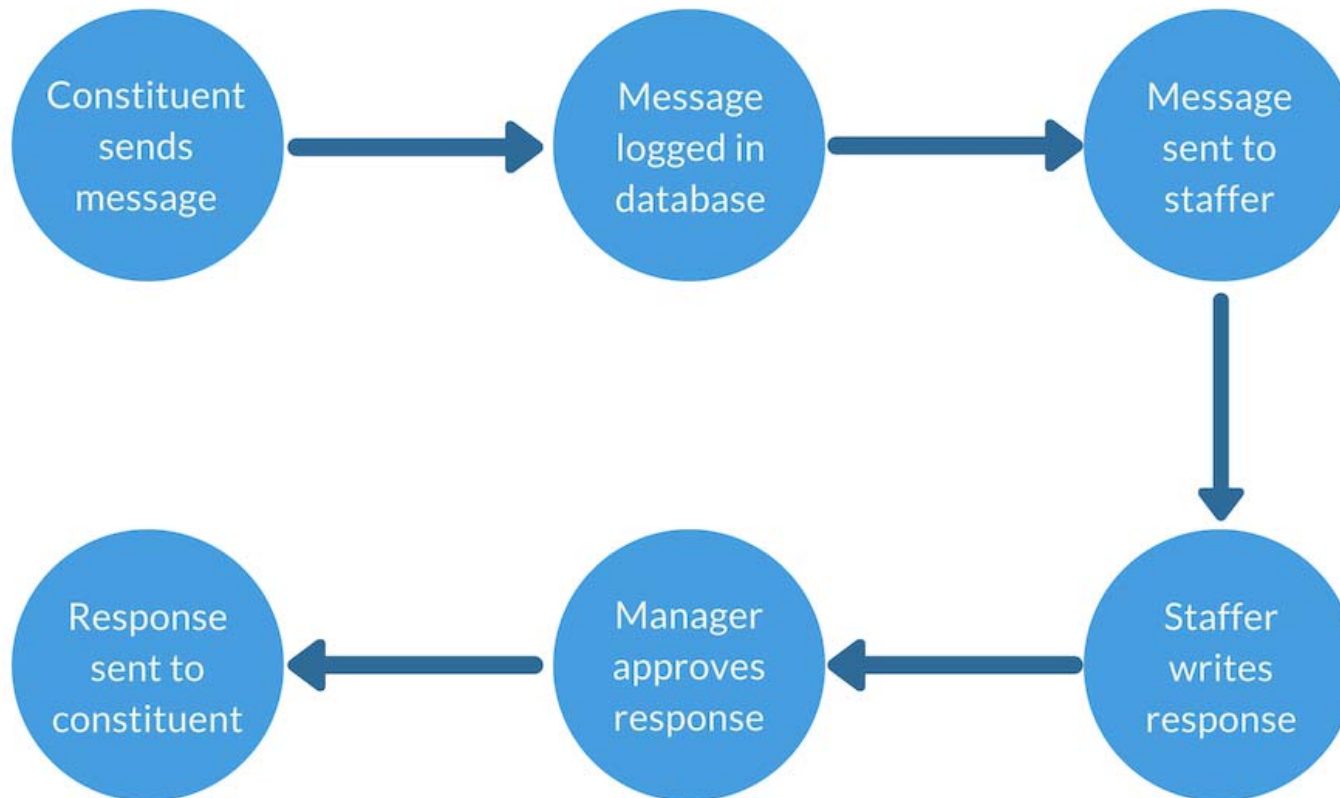 Constituent
sends
message
Message
logged in
database
Message
sent to
staffer
Staffer
writes
response
Manager
approves
response
Response
sent to
constituent